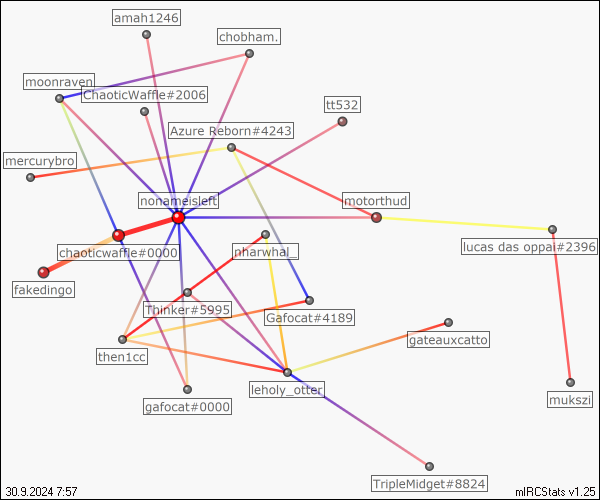 amah1246
chobham.
moonraven
ChaoticWaffle#2006
tt532
Azure Reborn#4243
mercurybro
nonameisleft
motorthud
lucas das oppai#2396
chaoticwaffle#0000
nharwhal_
fakedingo
Thinker#5995
Gafocat#4189
gateauxcatto
then1cc
leholy_otter
mukszi
gafocat#0000
TripleMidget#8824
30.9.2024 7:57
mIRCStats v1.25